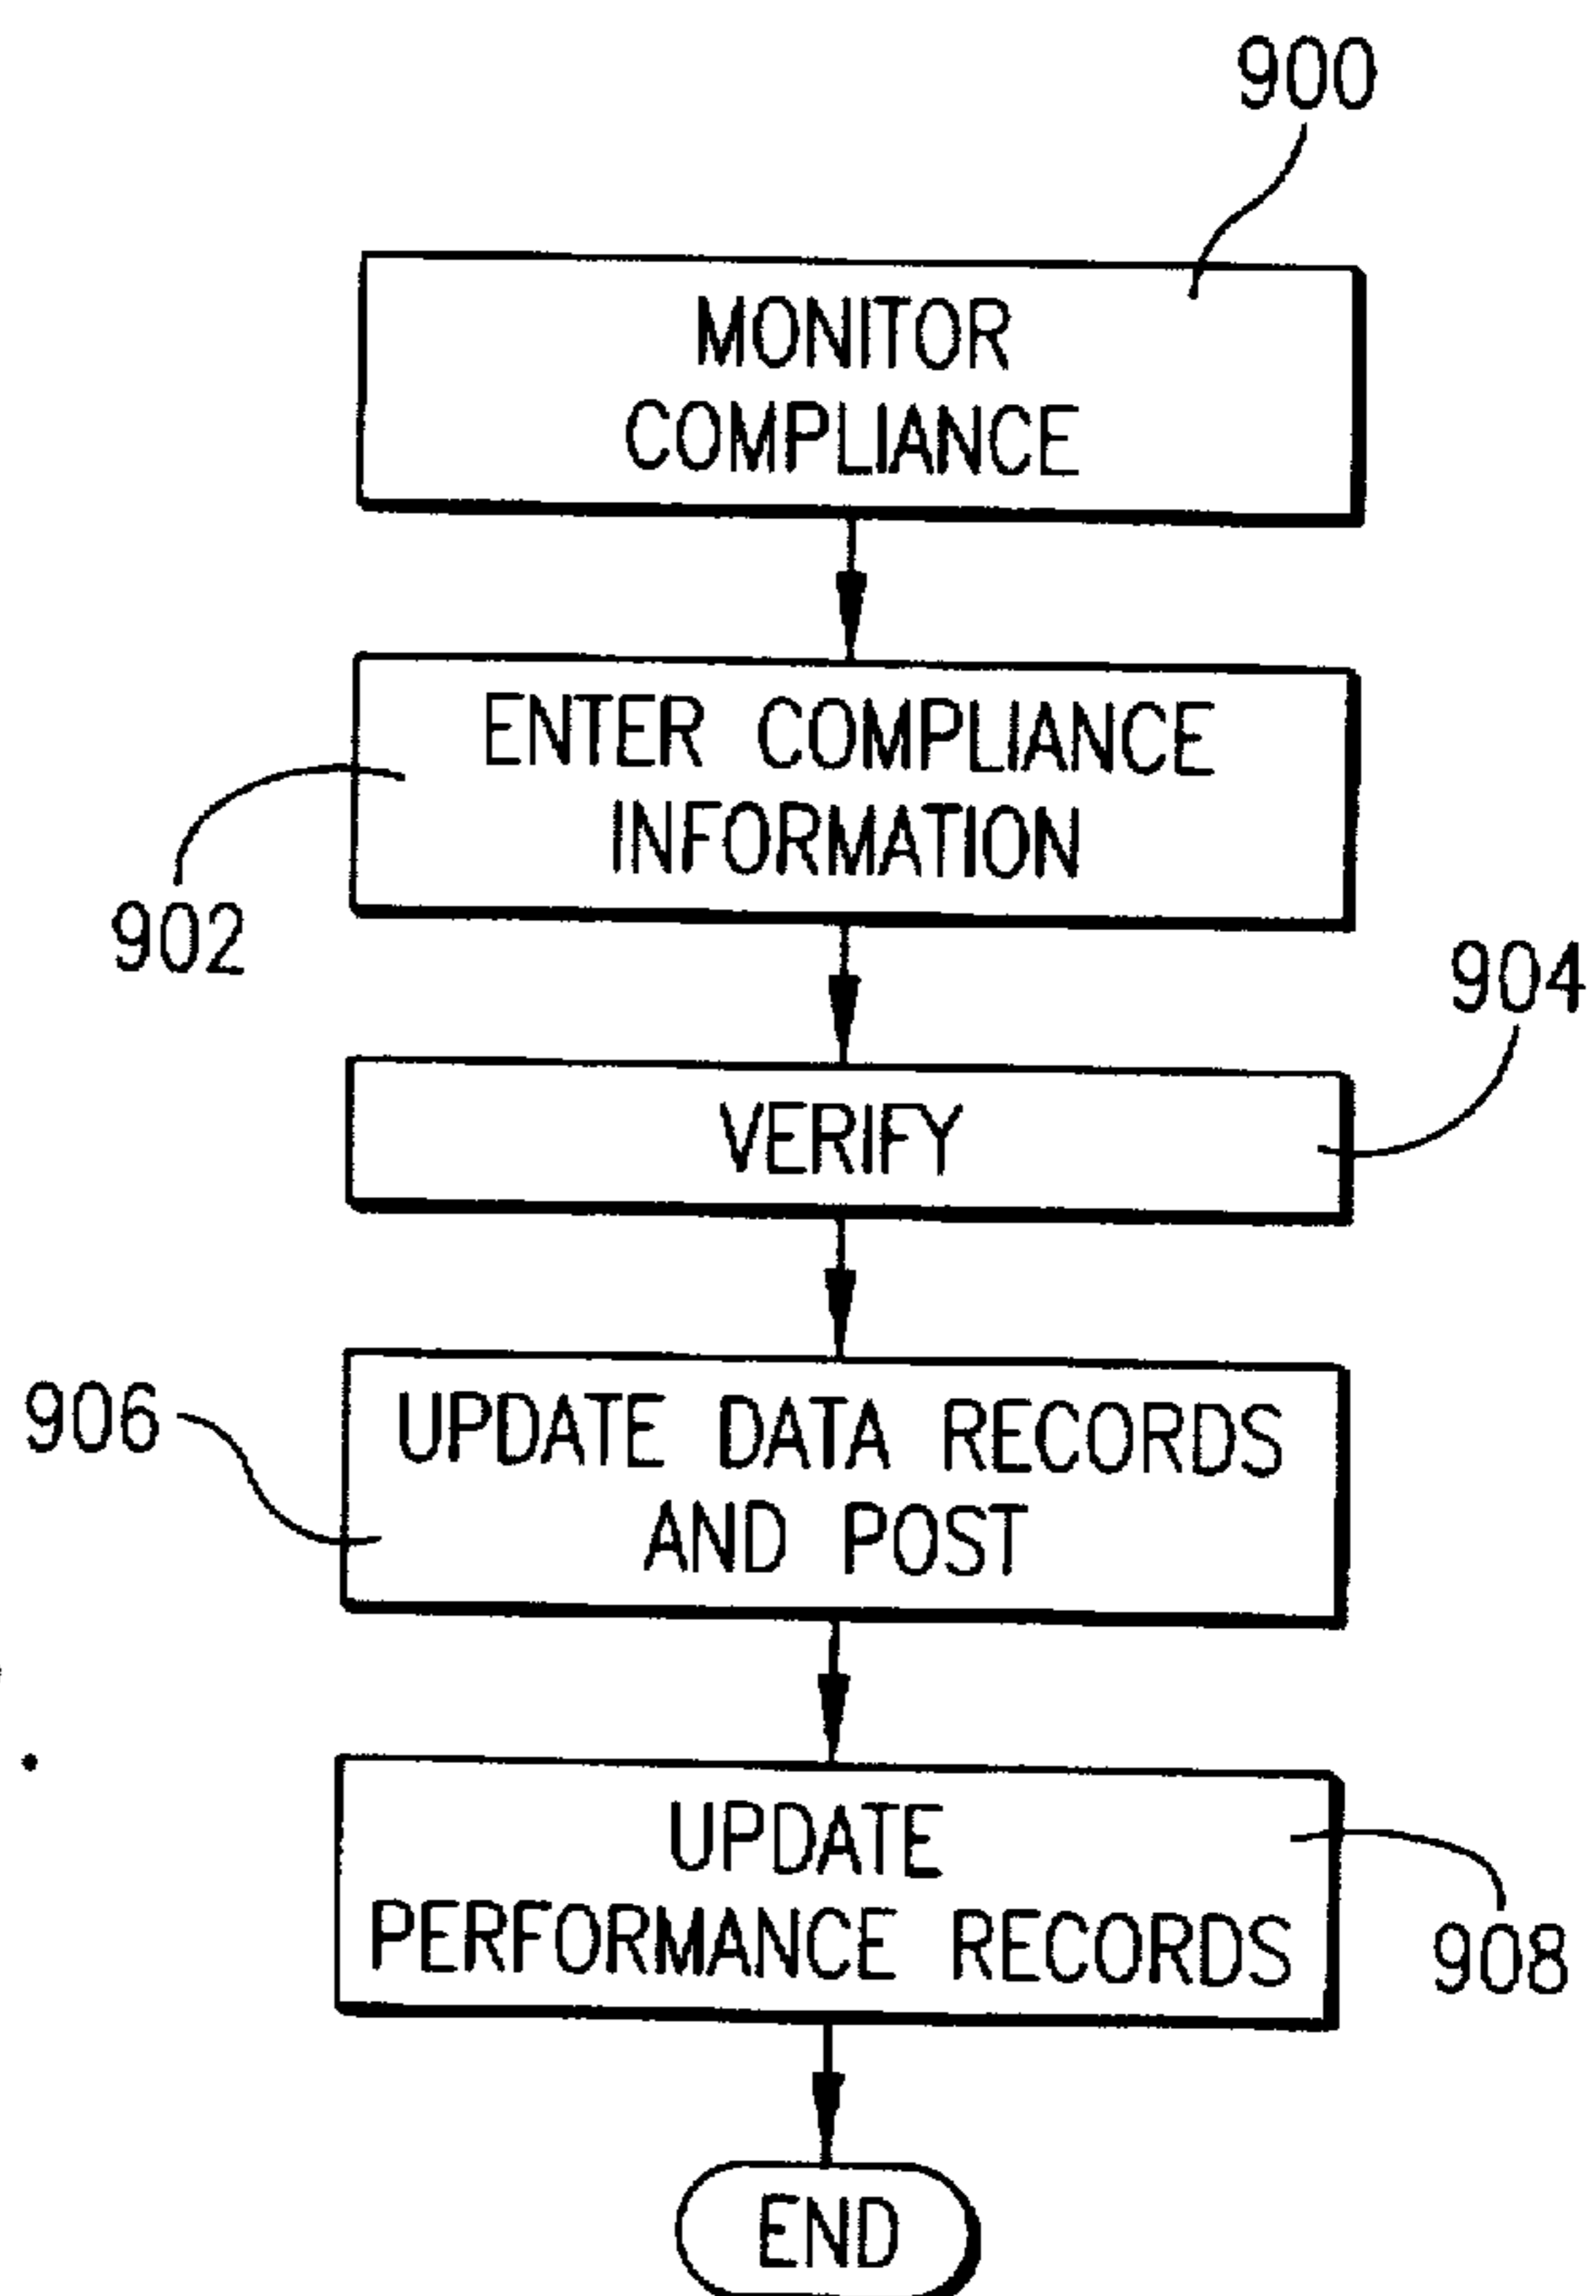 900
MONITOR
COMPLIANCE
ENTER COMPLIANCE
INFORMATION
902
904
VERIFY
906
UPDATE DATA RECORDS
AND POST
UPDATE
PERFORMANCE RECORDS
908
END